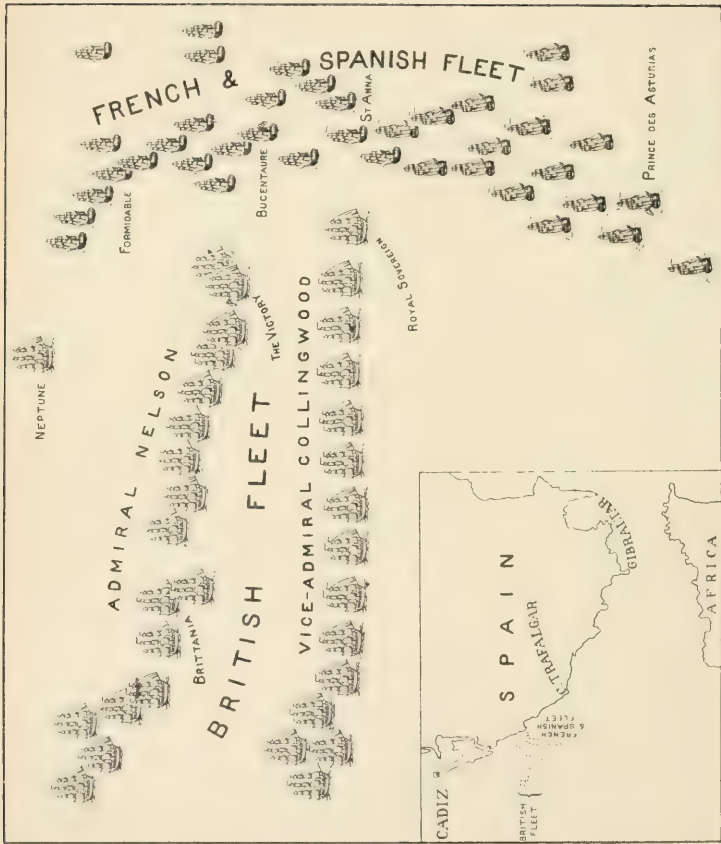 FRENCH & SPANISH FLEET
FORMIDABLE
BUCENTAURE
ST ANNA
PRINCE DES ASTURIAS
NEPTUNE
ADMIRAL NELSON
THE VICTORY
BRITTANIA
BRITISH FLEET
VICE-ADMIRAL COLLINGWOOD
ROYAL SOVEREIGN
CADIZ
SPAIN
C. TRAFALGAR
GIBRALTAR
AFRICA
BRITISH
FLEET
FRENCH
& SPANISH
FLEET